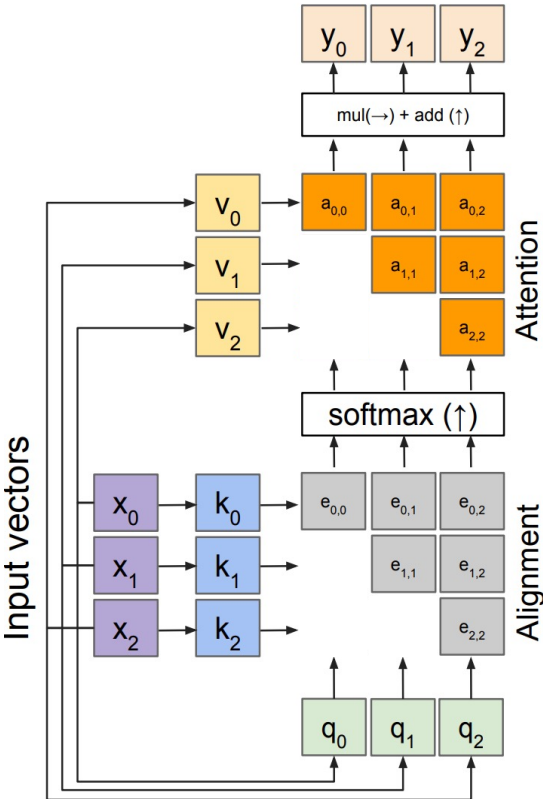 y0 y1 y2
mul(→) + add (↑)
v0 a0,0 a0,1 a0,2
v1 a1,1 a1,2
v2 a2,2
Attention
softmax (↑)
Input vectors
x0 k0 e0,0 e0,1 e0,2
x1 k1 e1,1 e1,2
x2 k2 e2,2
Alignment
q0 q1 q2